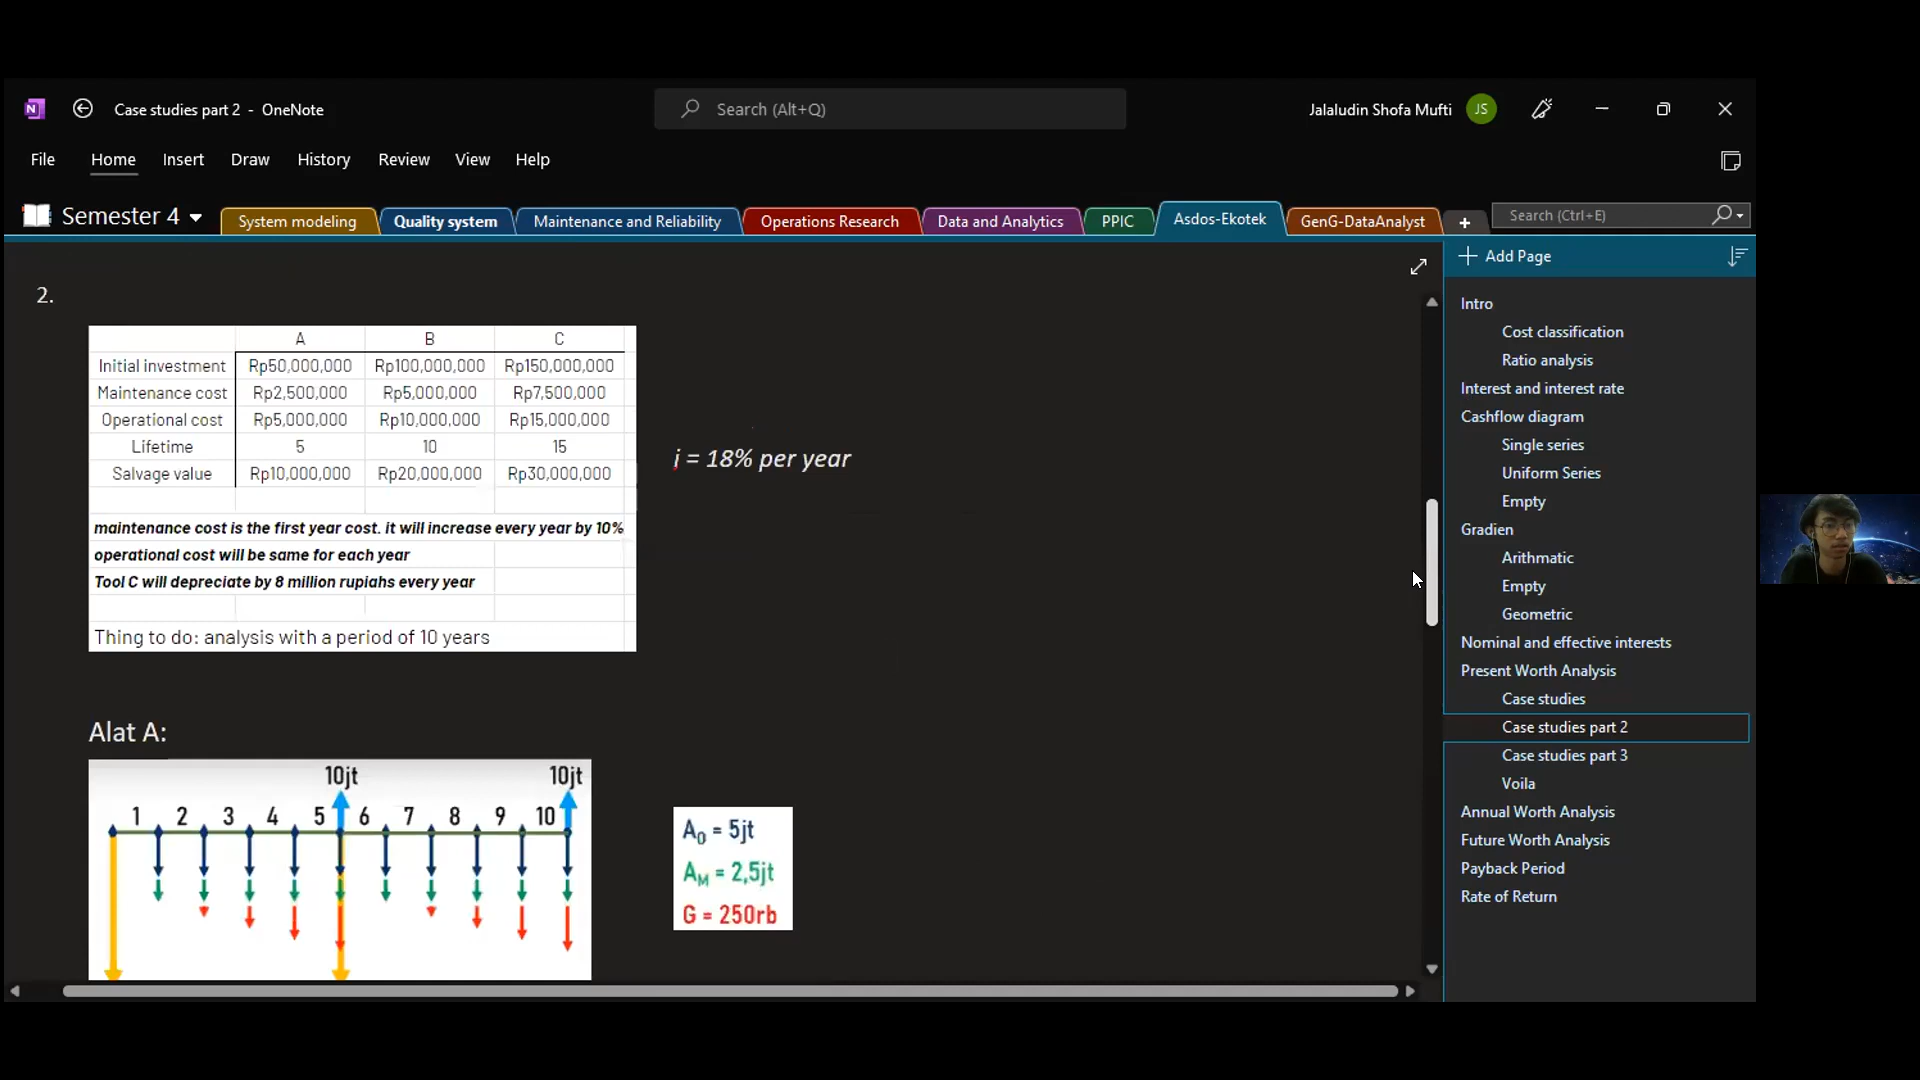 Case studies part 2 - OneNote
Search (Alt+Q)
Jalaludin Shofa Mufti
JS
File Home Insert Draw History Review View Help
Semester 4
System modeling
Quality system
Maintenance and Reliability
Operations Research
Data and Analytics
PPIC
Asdos-Ekotek
GenG-DataAnalyst
+
Search (Ctrl+E)
Add Page
2.
A B C
Initial investment Rp50,000,000 Rp100,000,000 Rp150,000,000
Maintenance cost Rp2,500,000 Rp5,000,000 Rp7,500,000
Operational cost Rp5,000,000 Rp10,000,000 Rp15,000,000
Lifetime 5 10 15
Salvage value Rp10,000,000 Rp20,000,000 Rp30,000,000
maintenance cost is the first year cost. it will increase every year by 10%
operational cost will be same for each year
Tool C will depreciate by 8 million rupiahs every year
Thing to do: analysis with a period of 10 years
i = 18% per year
Alat A:
10jt 10jt
1 2 3 4 5 6 7 8 9 10
A₀ = 5jt
Aᴍ = 2,5jt
G = 250rb
Intro
Cost classification
Ratio analysis
Interest and interest rate
Cashflow diagram
Single series
Uniform Series
Empty
Gradien
Arithmatic
Empty
Geometric
Nominal and effective interests
Present Worth Analysis
Case studies
Case studies part 2
Case studies part 3
Voila
Annual Worth Analysis
Future Worth Analysis
Payback Period
Rate of Return